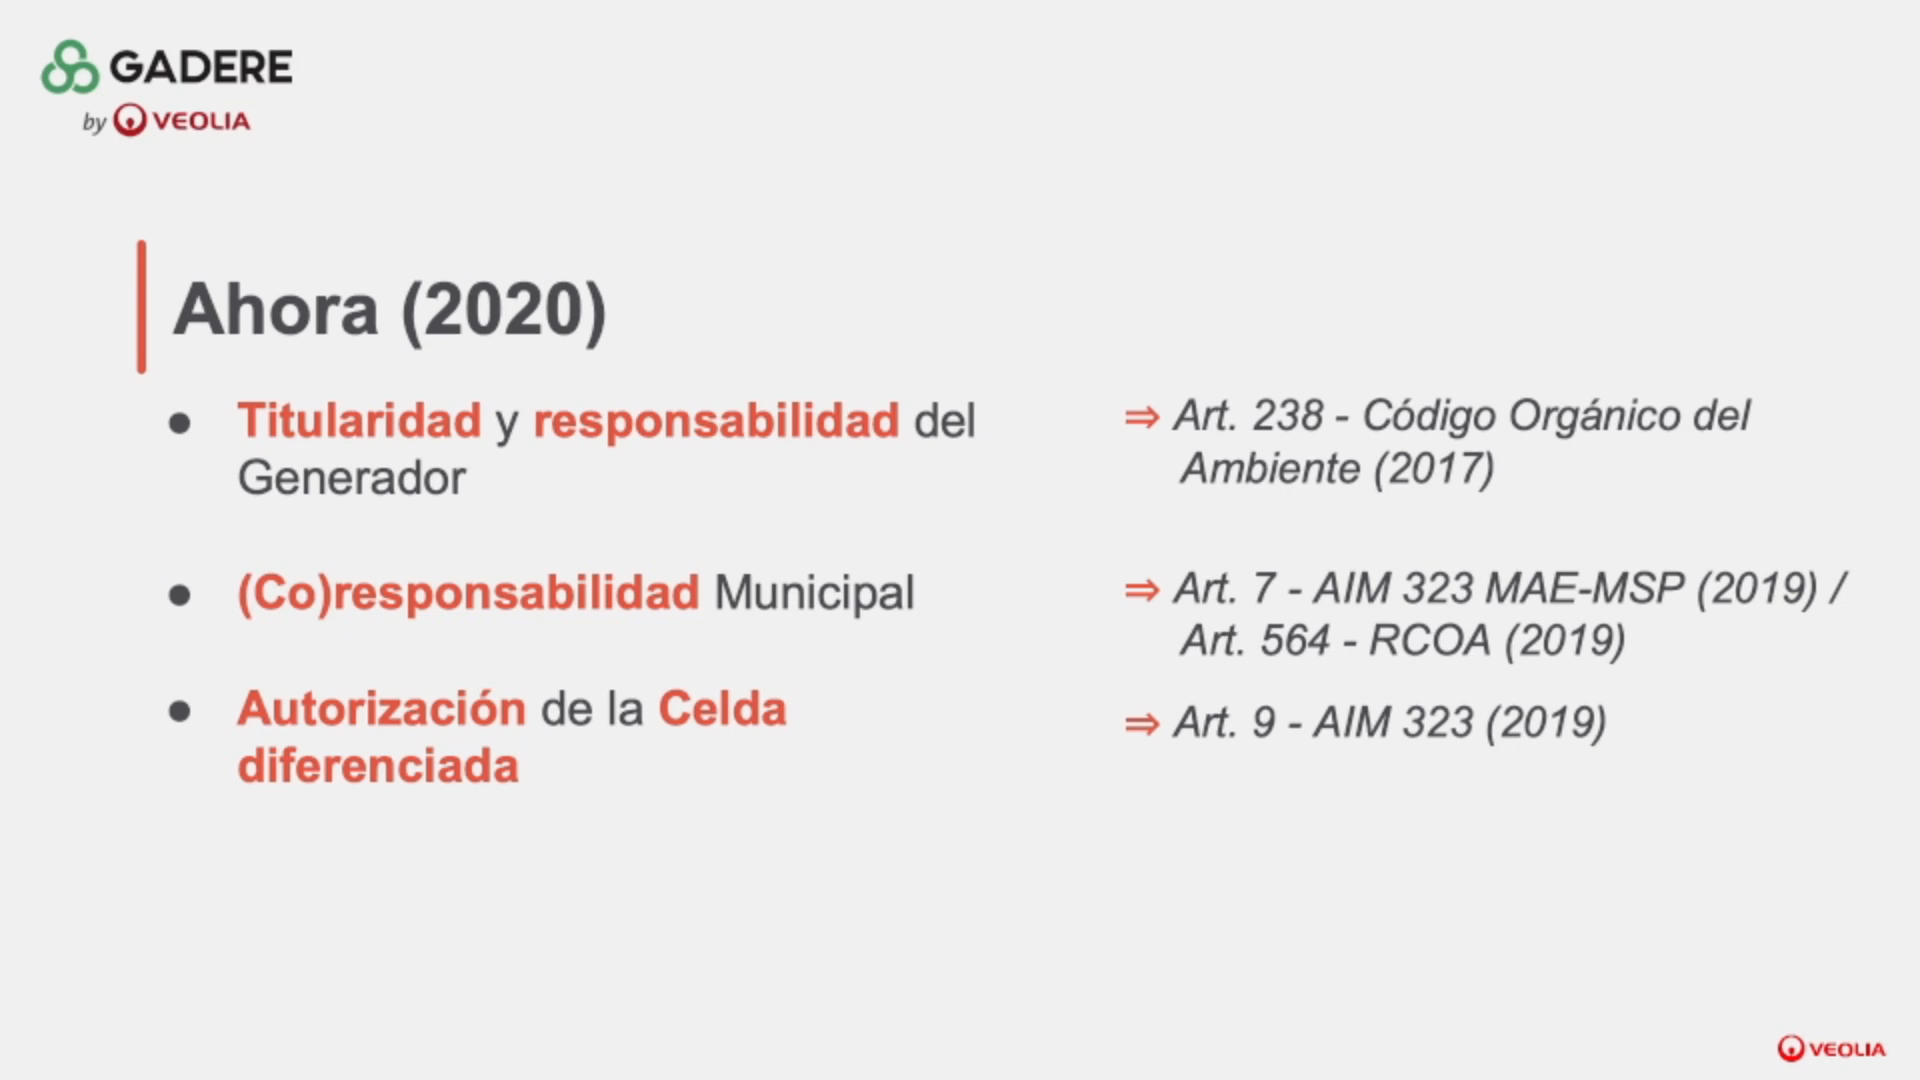 GADERE
by VEOLIA
Ahora (2020)
● Titularidad y responsabilidad del
Generador
⇒ Art. 238 - Código Orgánico del
Ambiente (2017)
● (Co)responsabilidad Municipal
⇒ Art. 7 - AIM 323 MAE-MSP (2019) /
Art. 564 - RCOA (2019)
● Autorización de la Celda
diferenciada
⇒ Art. 9 - AIM 323 (2019)
VEOLIA